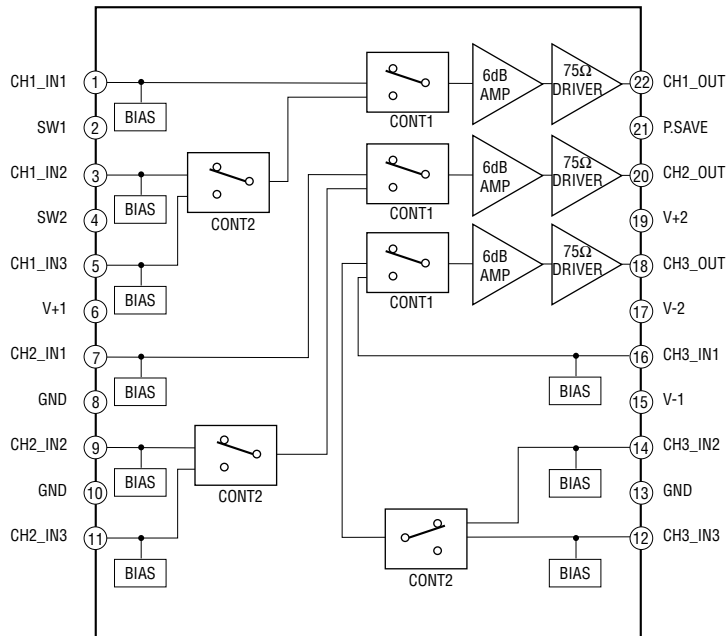 CH1_IN1
1
BIAS
SW1
2
CH1_IN2
3
BIAS
SW2
4
CONT2
CH1_IN3
5
BIAS
V+1
6
CH2_IN1
7
BIAS
GND
8
CH2_IN2
9
BIAS
CONT2
GND
10
CH2_IN3
11
BIAS
CONT1
6dB
AMP
75Ω
DRIVER
22
CH1_OUT
21
P.SAVE
CONT1
6dB
AMP
75Ω
DRIVER
20
CH2_OUT
19
V+2
CONT1
6dB
AMP
75Ω
DRIVER
18
CH3_OUT
17
V-2
16
CH3_IN1
BIAS
15
V-1
14
CH3_IN2
BIAS
13
GND
12
CH3_IN3
CONT2
BIAS